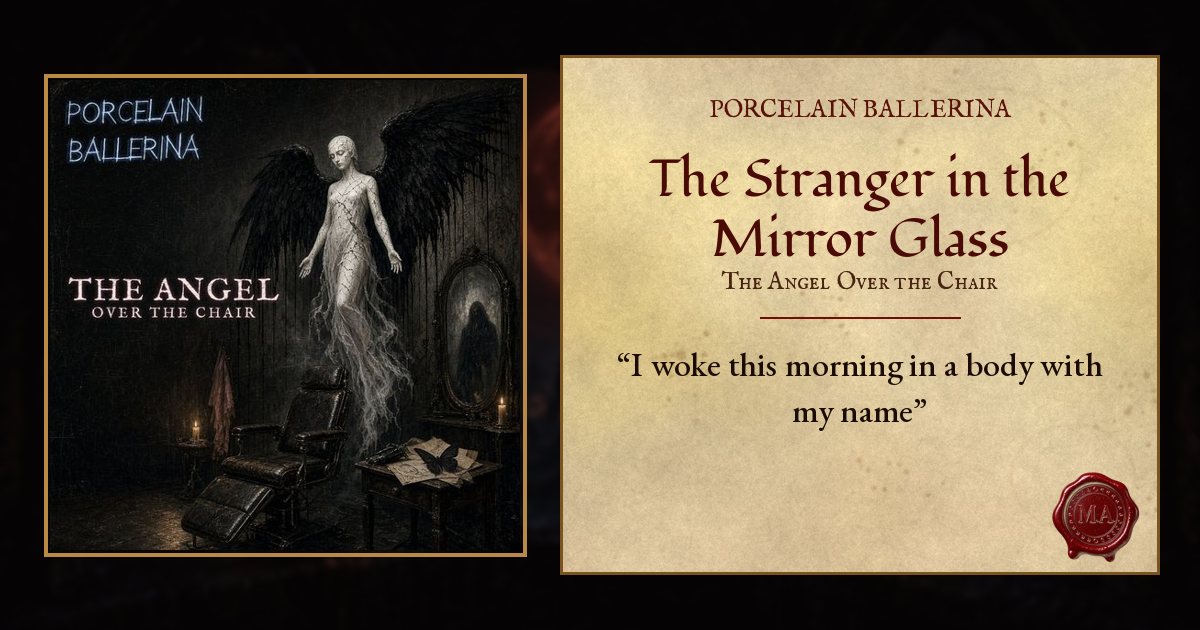 PORCELAIN
BALLERINA
THE ANGEL
OVER THE CHAIR
PORCELAIN BALLERINA
The Stranger in the
Mirror Glass
The Angel Over the Chair
“I woke this morning in a body with
my name”
MA